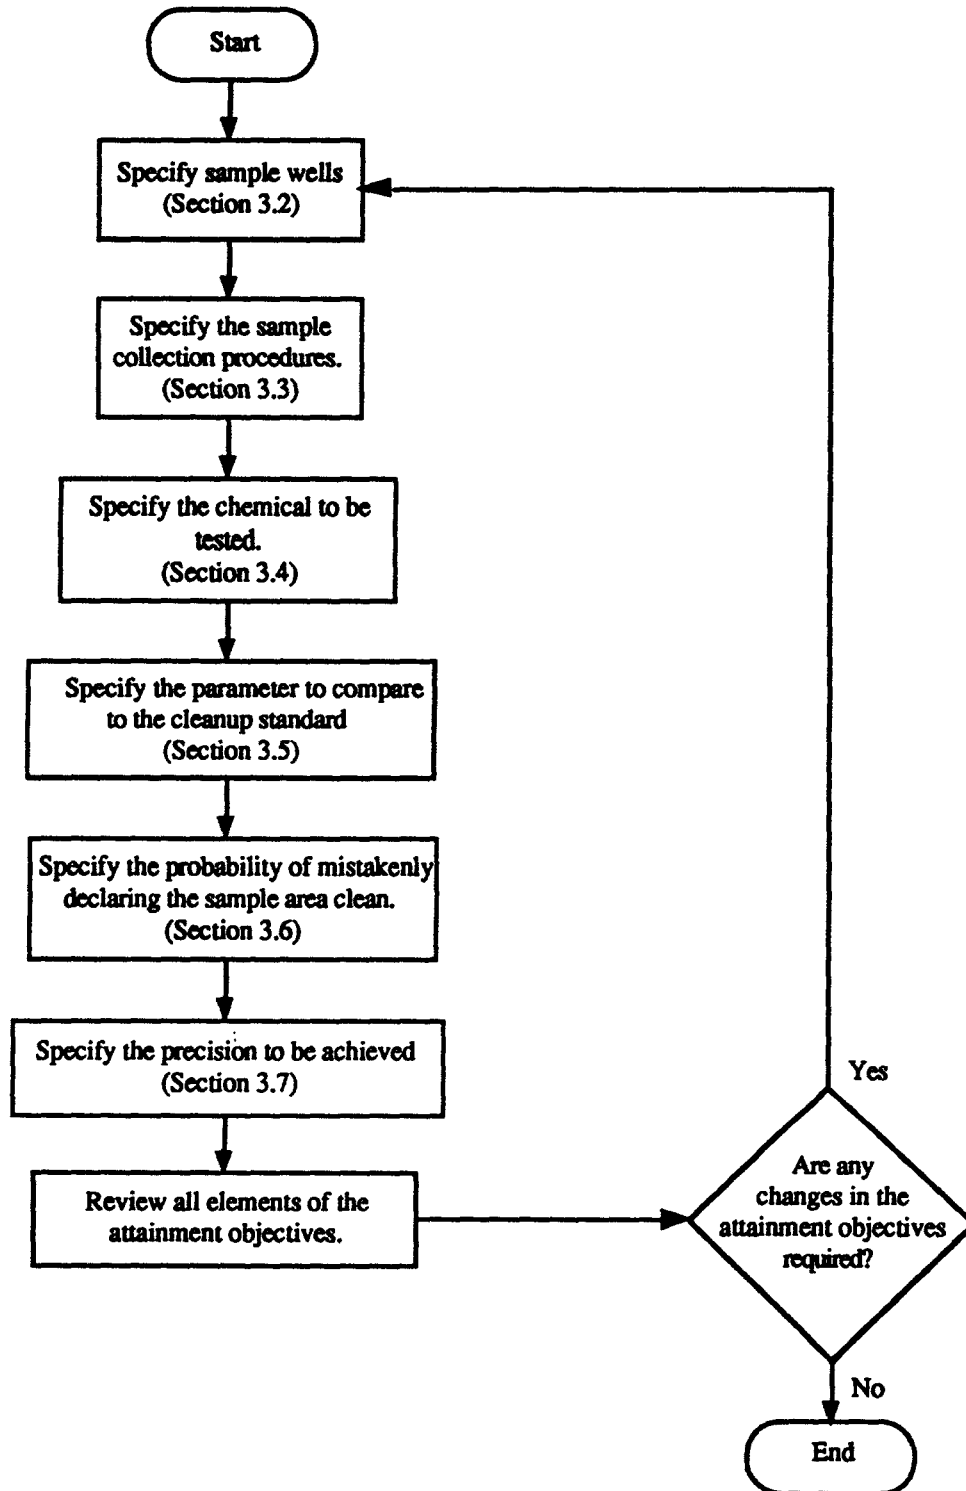 Start
Specify sample wells
(Section 3.2)
Specify the sample
collection procedures.
(Section 3.3)
Specify the chemical to be
tested.
(Section 3.4)
Specify the parameter to compare
to the cleanup standard
(Section 3.5)
Specify the probability of mistakenly
declaring the sample area clean.
(Section 3.6)
Specify the precision to be achieved
(Section 3.7)
Review all elements of the
attainment objectives.
Yes
Are any
changes in the
attainment objectives
required?
No
End